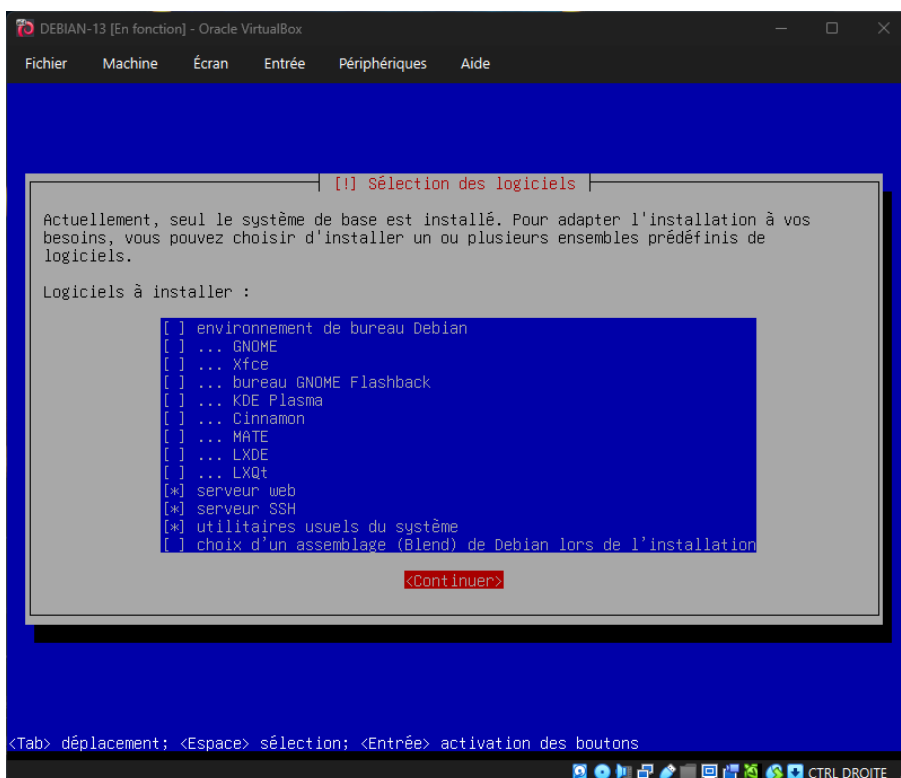 DEBIAN-13 [En fonction] - Oracle VirtualBox
Fichier Machine Écran Entrée Périphériques Aide
[!] Sélection des logiciels
Actuellement, seul le système de base est installé. Pour adapter l'installation à vos
besoins, vous pouvez choisir d'installer un ou plusieurs ensembles prédéfinis de
logiciels.
Logiciels à installer :
[ ] environnement de bureau Debian
[ ] ... GNOME
[ ] ... Xfce
[ ] ... bureau GNOME Flashback
[ ] ... KDE Plasma
[ ] ... Cinnamon
[ ] ... MATE
[ ] ... LXDE
[ ] ... LXQt
[*] serveur web
[*] serveur SSH
[*] utilitaires usuels du système
[ ] choix d’un assemblage (Blend) de Debian lors de l’installation
<Continuer>
<Tab> déplacement; <Espace> sélection; <Entrée> activation des boutons
CTRL DROITE